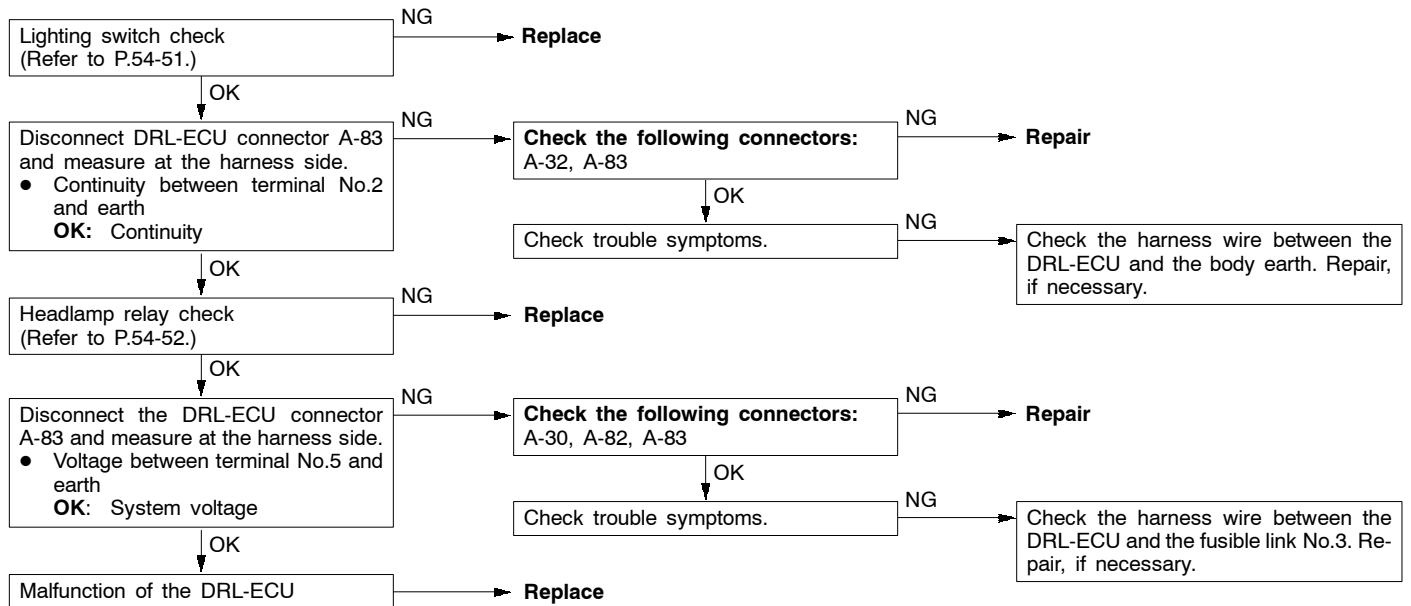 Lighting switch check
(Refer to P.54-51.)
NG
Replace
OK
Disconnect DRL-ECU connector A-83
and measure at the harness side.
● Continuity between terminal No.2
and earth
OK: Continuity
NG
Check the following connectors:
A-32, A-83
NG
Repair
OK
Check trouble symptoms.
NG
Check the harness wire between the
DRL-ECU and the body earth. Repair,
if necessary.
OK
Headlamp relay check
(Refer to P.54-52.)
NG
Replace
OK
Disconnect the DRL-ECU connector
A-83 and measure at the harness side.
● Voltage between terminal No.5 and
earth
OK: System voltage
NG
Check the following connectors:
A-30, A-82, A-83
NG
Repair
OK
Check trouble symptoms.
NG
Check the harness wire between the
DRL-ECU and the fusible link No.3. Re-
pair, if necessary.
OK
Malfunction of the DRL-ECU
Replace